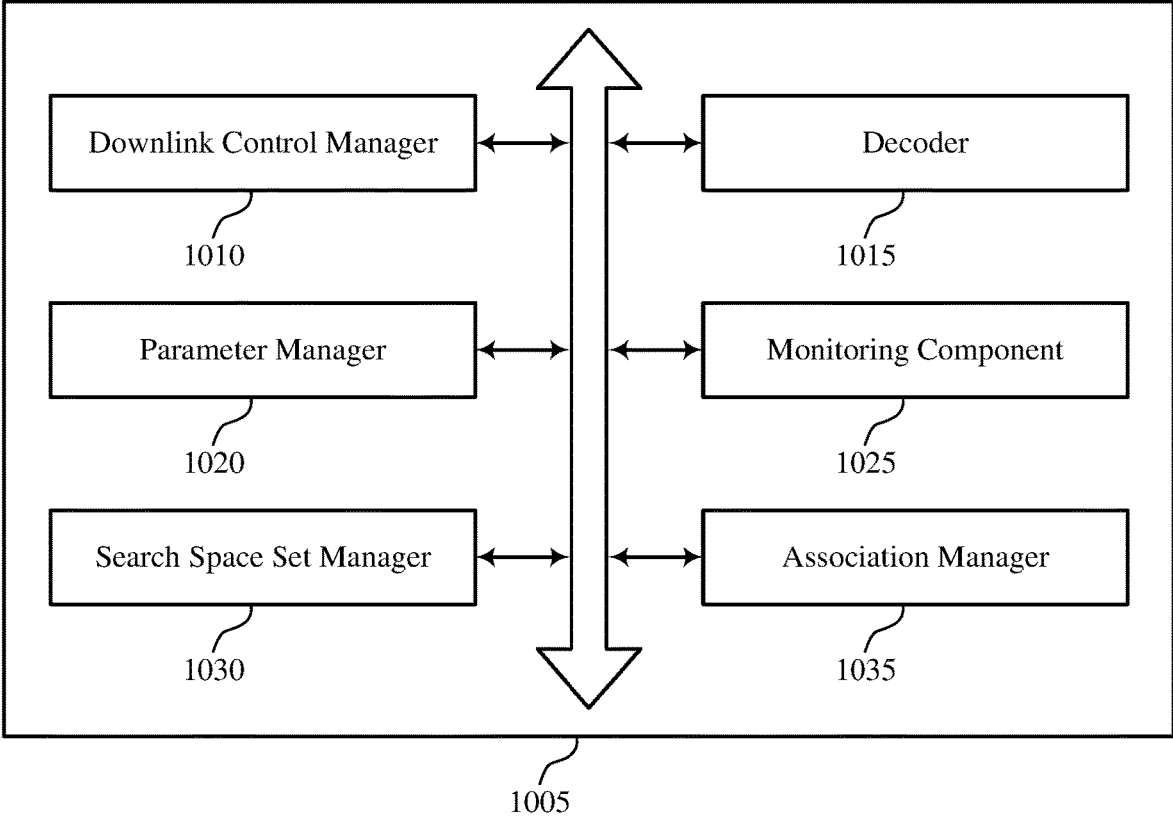 Downlink Control Manager
Decoder
1010
1015
Parameter Manager
Monitoring Component
1020
1025
Search Space Set Manager
Association Manager
1030
1035
1005